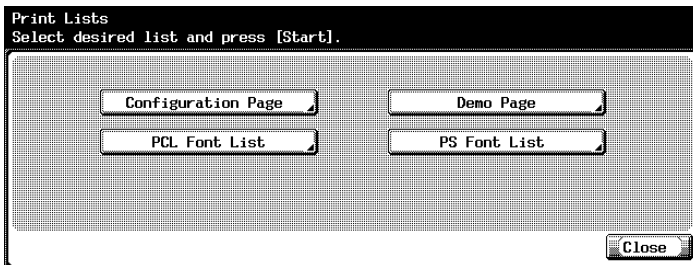 Print Lists
Select desired list and press [Start].
Configuration Page
Demo Page
PCL Font List
PS Font List
Close